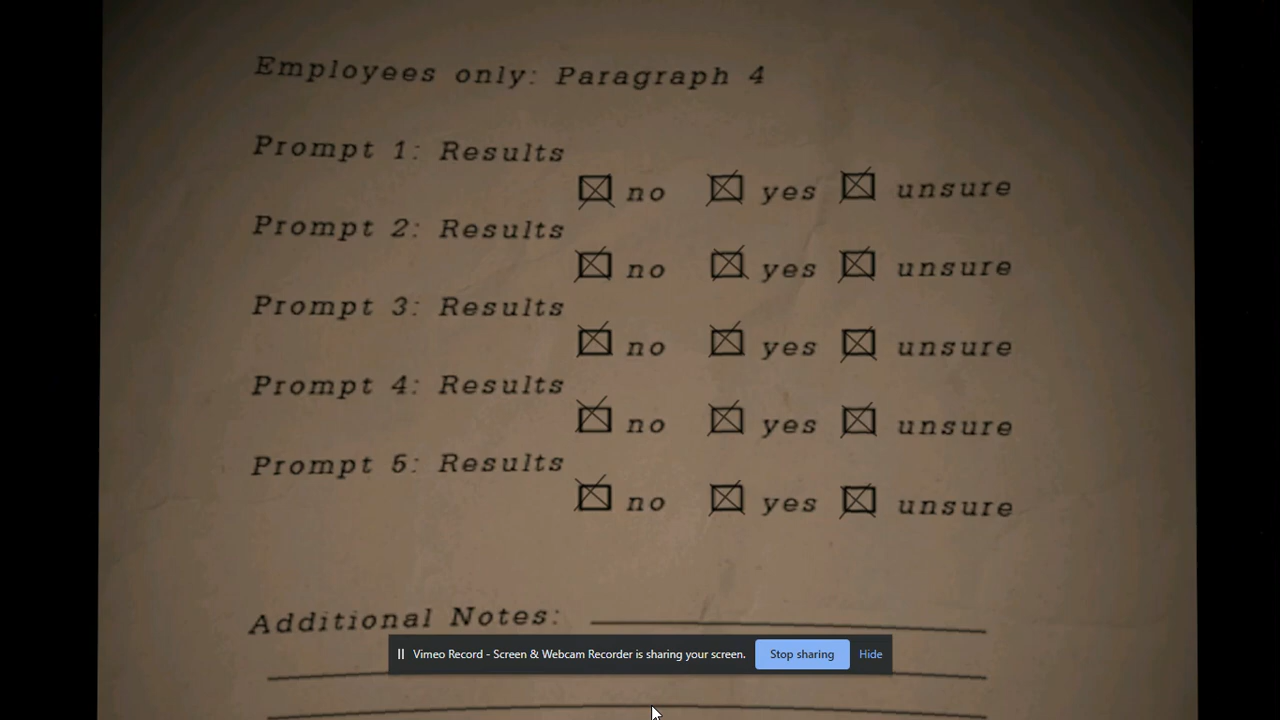 Employees only: Paragraph 4
Prompt 1: Results
no yes unsure
Prompt 2: Results
no yes unsure
Prompt 3: Results
no yes unsure
Prompt 4: Results
no yes unsure
Prompt 5: Results
no yes unsure
Additional Notes:
Vimeo Record - Screen & Webcam Recorder is sharing your screen. Stop sharing Hide